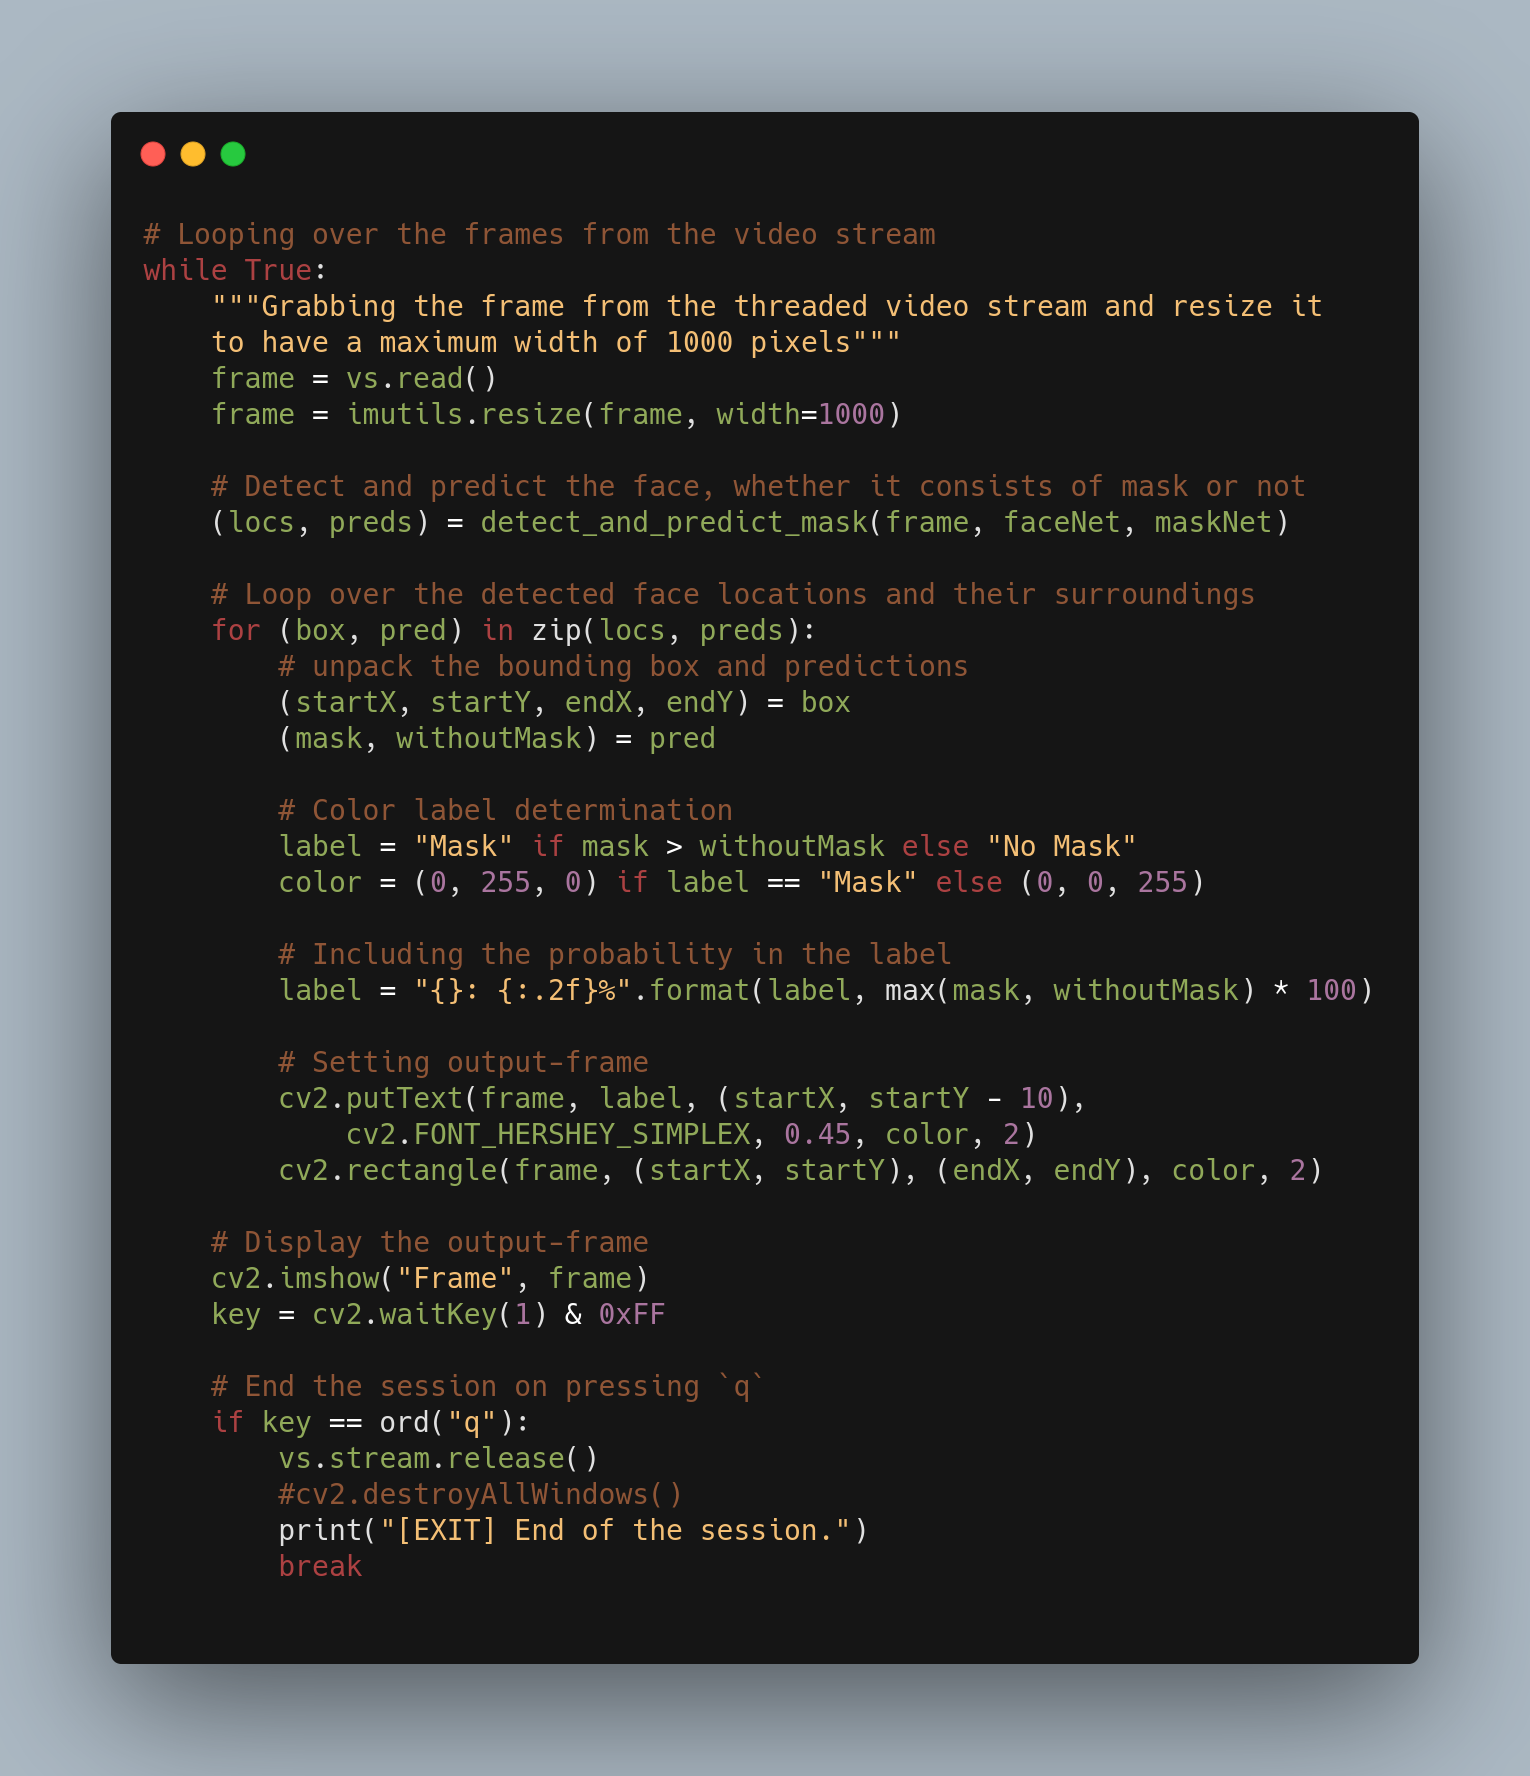 # Looping over the frames from the video stream
while True:
    """Grabbing the frame from the threaded video stream and resize it
    to have a maximum width of 1000 pixels"""
    frame = vs.read()
    frame = imutils.resize(frame, width=1000)

    # Detect and predict the face, whether it consists of mask or not
    (locs, preds) = detect_and_predict_mask(frame, faceNet, maskNet)

    # Loop over the detected face locations and their surroundings
    for (box, pred) in zip(locs, preds):
        # unpack the bounding box and predictions
        (startX, startY, endX, endY) = box
        (mask, withoutMask) = pred

        # Color label determination
        label = "Mask" if mask > withoutMask else "No Mask"
        color = (0, 255, 0) if label == "Mask" else (0, 0, 255)

        # Including the probability in the label
        label = "{}: {:.2f}%".format(label, max(mask, withoutMask) * 100)

        # Setting output-frame
        cv2.putText(frame, label, (startX, startY - 10),
            cv2.FONT_HERSHEY_SIMPLEX, 0.45, color, 2)
        cv2.rectangle(frame, (startX, startY), (endX, endY), color, 2)

    # Display the output-frame
    cv2.imshow("Frame", frame)
    key = cv2.waitKey(1) & 0xFF

    # End the session on pressing `q`
    if key == ord("q"):
        vs.stream.release()
        #cv2.destroyAllWindows()
        print("[EXIT] End of the session.")
        break